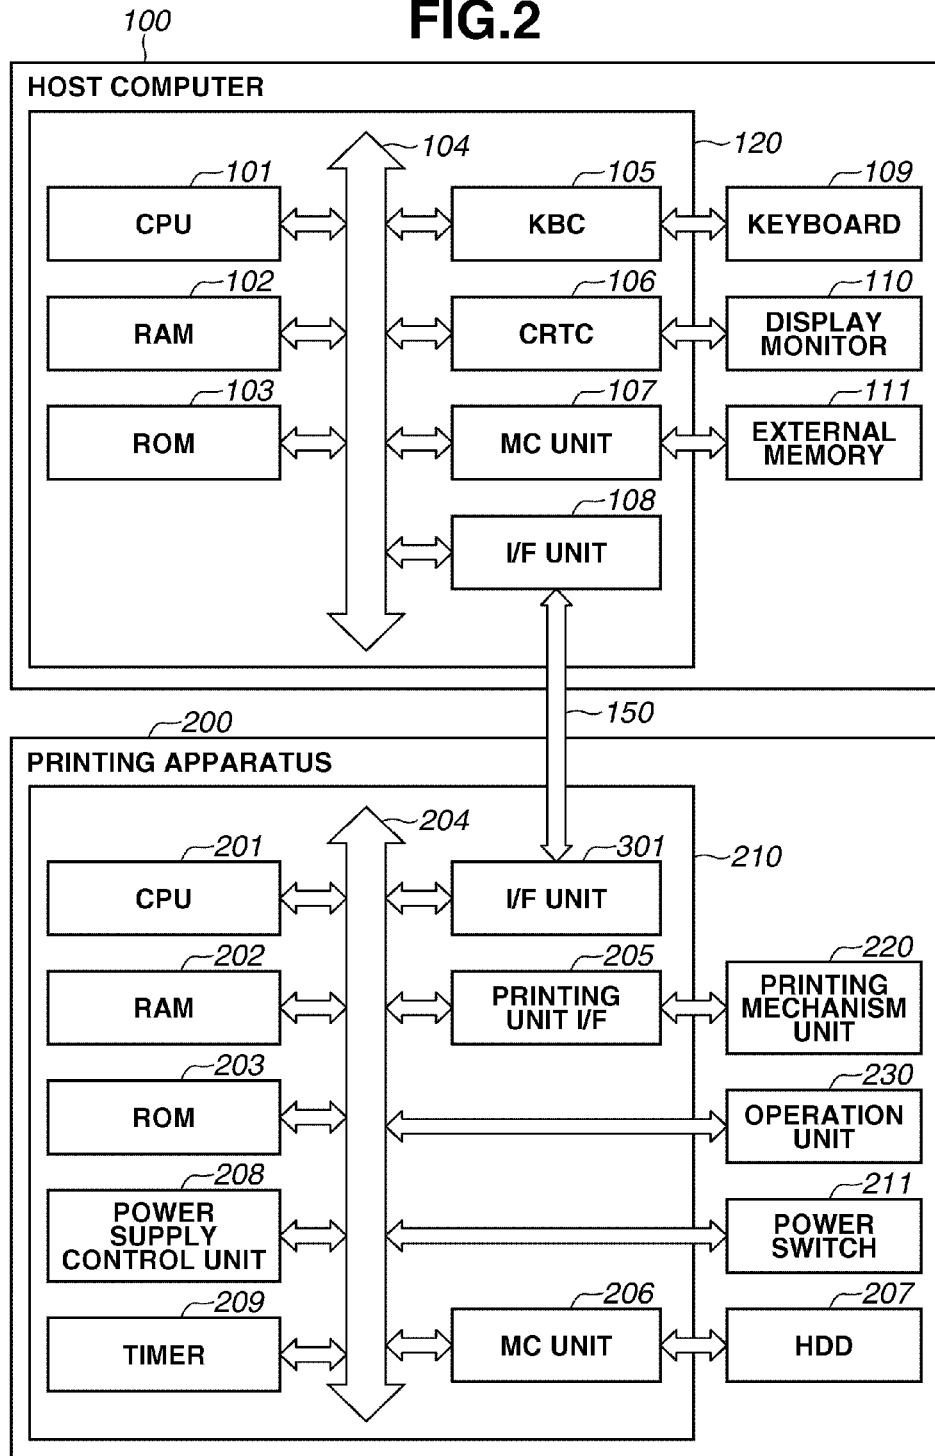 FIG.2
100
HOST COMPUTER
104
120
101
CPU
105
KBC
109
KEYBOARD
102
RAM
106
CRTC
110
DISPLAY
MONITOR
103
ROM
107
MC UNIT
111
EXTERNAL
MEMORY
108
I/F UNIT
150
200
PRINTING APPARATUS
204
210
201
CPU
301
I/F UNIT
202
RAM
205
PRINTING
UNIT I/F
220
PRINTING
MECHANISM
UNIT
203
ROM
230
OPERATION
UNIT
208
POWER
SUPPLY
CONTROL UNIT
211
POWER
SWITCH
209
TIMER
206
MC UNIT
207
HDD